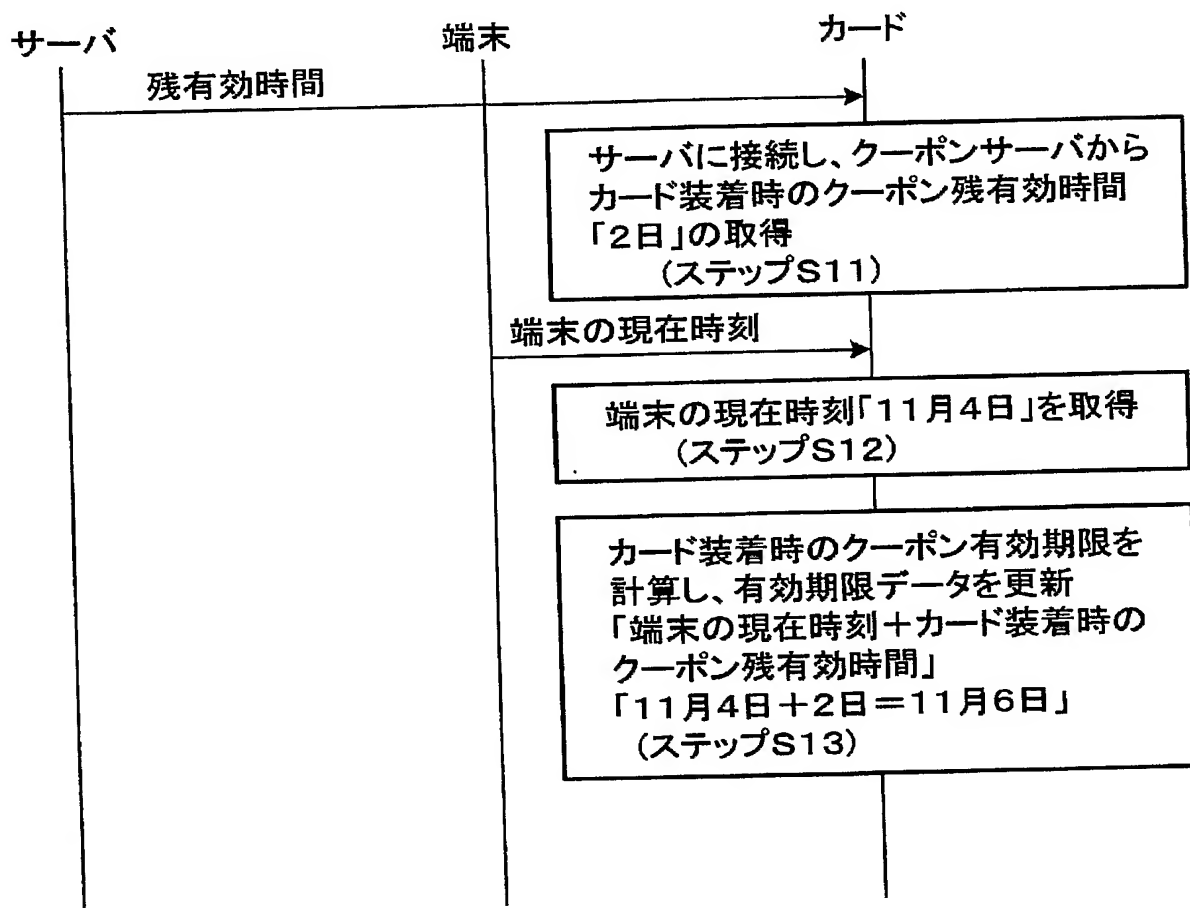 サーバ
端末
カード
残有効時間
サーバに接続し、クーポンサーバから
カード装着時のクーポン残有効時間
「2日」の取得
(ステップS11)
端末の現在時刻
端末の現在時刻「11月4日」を取得
(ステップS12)
カード装着時のクーポン有効期限を
計算し、有効期限データを更新
「端末の現在時刻+カード装着時の
クーポン残有効時間」
「11月4日+2日=11月6日」
(ステップS13)